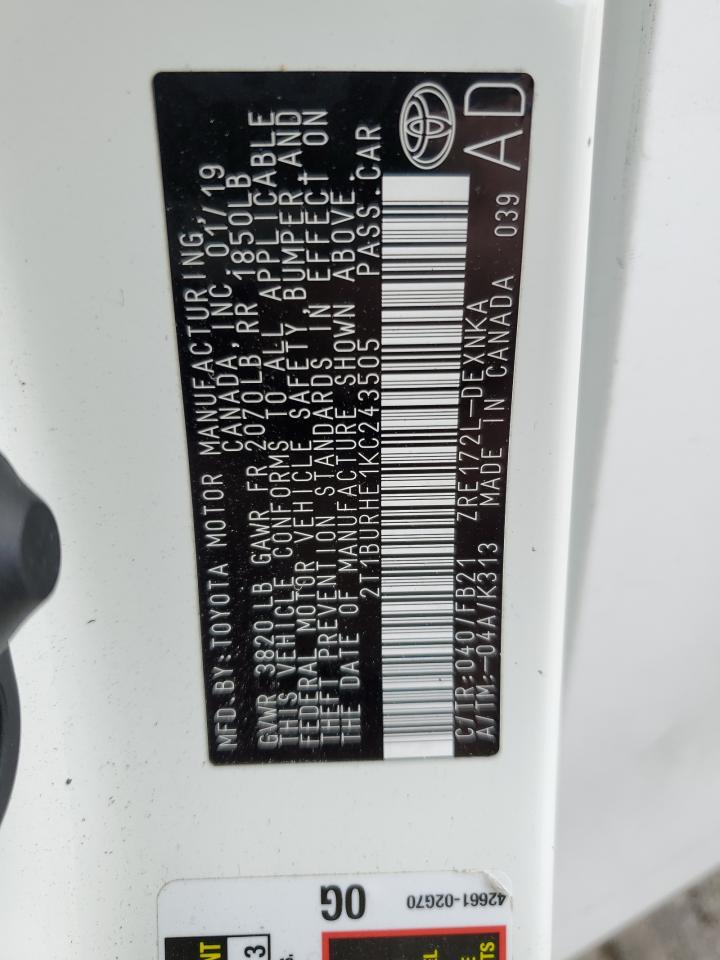 MFD.BY:TOYOTA MOTOR MANUFACTURING,
CANADA, INC. 01/19
GVWR 3820 LB GAWR FR 2070LB,RR 1850LB
THIS VEHICLE CONFORMS TO ALL APPLICABLE
FEDERAL MOTOR VEHICLE SAFETY, BUMPER,AND
THEFT PREVENTION STANDARDS IN EFFECT ON
THE DATE OF MANUFACTURE SHOWN ABOVE.
2T1BURHE1KC243505 PASS.CAR
C/TR:040/FB21 ZRE172L-DEXNKA 039
A/TM:-04A/K313 MADE IN CANADA
AD
0G
42661-02G70
3